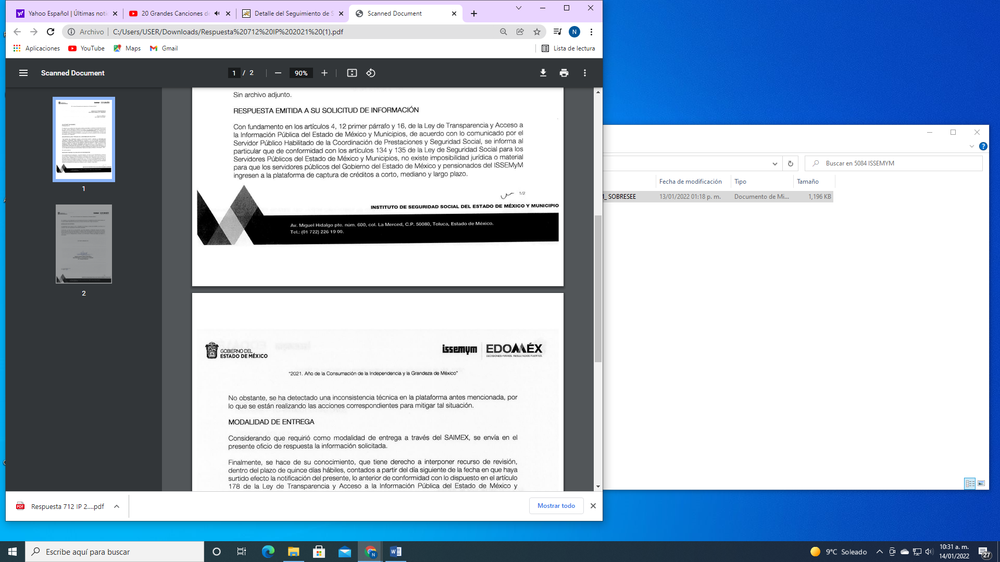 Yahoo Español | Últimas noti
20 Grandes Canciones de
Detalle del Seguimiento de S
Scanned Document
Archivo
C:/Users/USER/Downloads/Respuesta%20712%20IP%202021%20(1).pdf
N
Aplicaciones
YouTube
Maps
Gmail
Lista de lectura
Scanned Document
1 / 2
90%
1
2
Sin archivo adjunto.
RESPUESTA EMITIDA A SU SOLICITUD DE INFORMACIÓN
Con fundamento en los artículos 4, 12 primer párrafo y 16, de la Ley de Transparencia y Acceso a
la Información Pública del Estado de México y Municipios, de acuerdo con lo comunicado por el
Servidor Público Habilitado de la Coordinación de Prestaciones y Seguridad Social, se informa al
particular que de conformidad con los artículos 134 y 135 de la Ley de Seguridad Social para los
Servidores Públicos del Estado de México y Municipios, no existe imposibilidad jurídica o material
para que los servidores públicos del Gobierno del Estado de México y pensionados del ISSEMyM
ingresen a la plataforma de captura de créditos a corto, mediano y largo plazo.
1/2
INSTITUTO DE SEGURIDAD SOCIAL DEL ESTADO DE MÉXICO Y MUNICIPIO
Av. Miguel Hidalgo pte. núm. 600, col. La Merced, C.P. 50080, Toluca, Estado de México.
Tel.: (01 722) 226 19 00.
GOBIERNO DEL
ESTADO DE MÉXICO
issemym
EDOMÉX
DECISIONES FIRMES, RESULTADOS FUERTES.
"2021. Año de la Consumación de la Independencia y la Grandeza de México"
No obstante, se ha detectado una inconsistencia técnica en la plataforma antes mencionada, por
lo que se están realizando las acciones correspondientes para mitigar tal situación.
MODALIDAD DE ENTREGA
Considerando que requirió como modalidad de entrega a través del SAIMEX, se envía en el
presente oficio de respuesta la información solicitada.
Finalmente, se hace de su conocimiento, que tiene derecho a interponer recurso de revisión,
dentro del plazo de quince días hábiles, contados a partir del día siguiente de la fecha en que haya
surtido efecto la notificación del presente, lo anterior de conformidad con lo dispuesto en el artículo
178 de la Ley de Transparencia y Acceso a la Información Pública del Estado de México y
Respuesta 712 IP 2....pdf
Mostrar todo
Buscar en 5084 ISSEMYM
Fecha de modificación
Tipo
Tamaño
_ SOBRESEE
13/01/2022 01:18 p. m.
Documento de Mi...
1,196 KB
Escribe aquí para buscar
9°C Soleado
10:31 a. m.
14/01/2022
27